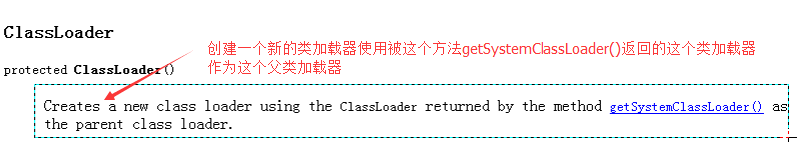 ClassLoader
创建一个新的类加载器使用被这个方法getSystemClassLoader()返回的这个类加载器
作为这个父类加载器
protected ClassLoader()
Creates a new class loader using the ClassLoader returned by the method getSystemClassLoader() as
the parent class loader.